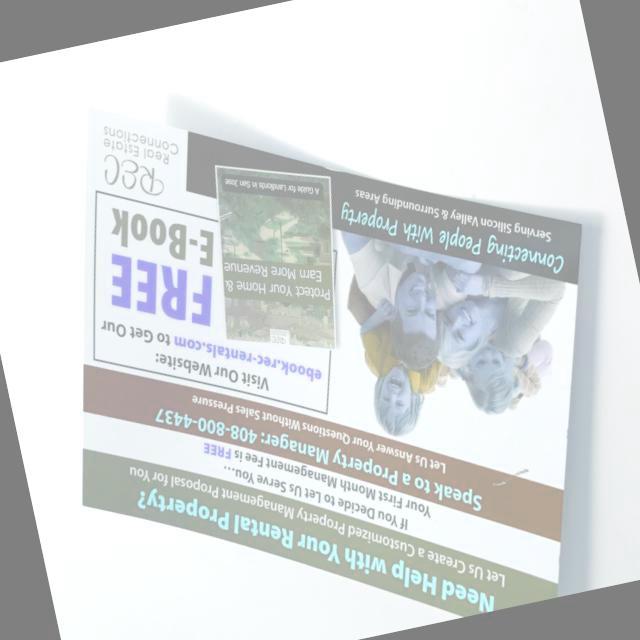 Need Help with Your Rental Property?
Let Us Create a Customized Property Management Proposal for You
If You Decide to Let Us Serve You...
Your First Month Management Fee is FREE
Speak to a Property Manager: 408-800-4437
Let Us Answer Your Questions Without Sales Pressure
Visit Our Website:
ebook.rec-rentals.com to Get Our
FREE
E-BOOK
Protect Your Home &
Earn More Revenue
A Guide for Landlords in San Jose
Connecting People With Property
Serving Silicon Valley & Surrounding Areas
REC
Real Estate
Connections